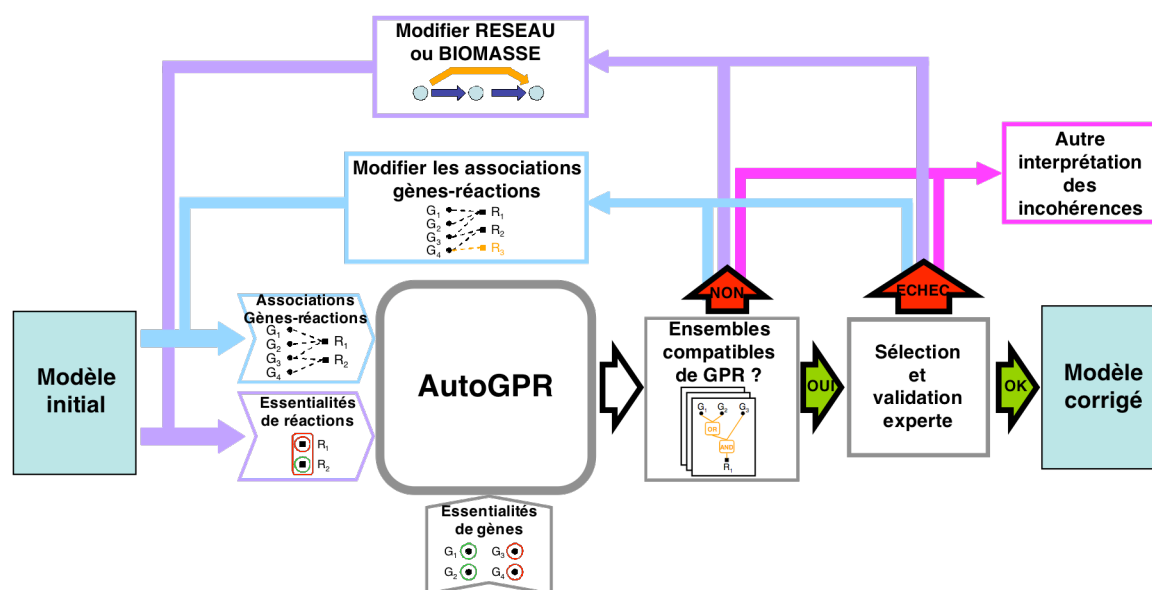 Modifier RESEAU
ou BIOMASSE
Modifier les associations
gènes-réactions
G1
G2
G3
G4
R1
R2
R3
Autre
interprétation
des
incohérences
NON
ECHEC
Modèle
initial
Associations
Gènes-réactions
G1
G2
G3
G4
R1
R2
Essentialités
de réactions
R1
R2
AutoGPR
Essentialités
de gènes
G1 G3
G2 G4
Ensembles
compatibles
de GPR ?
G1 G2 G3
OR
AND
R1
OUI
Sélection
et
validation
experte
OK
Modèle
corrigé